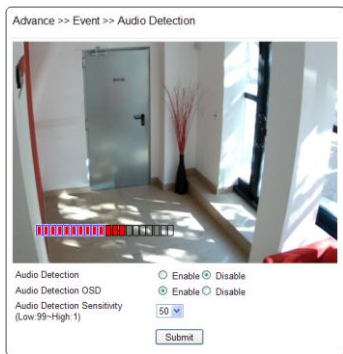 Advance >> Event >> Audio Detection
Audio Detection Enable Disable
Audio Detection OSD Enable Disable
Audio Detection Sensitivity
(Low:99~High:1) 50
Submit